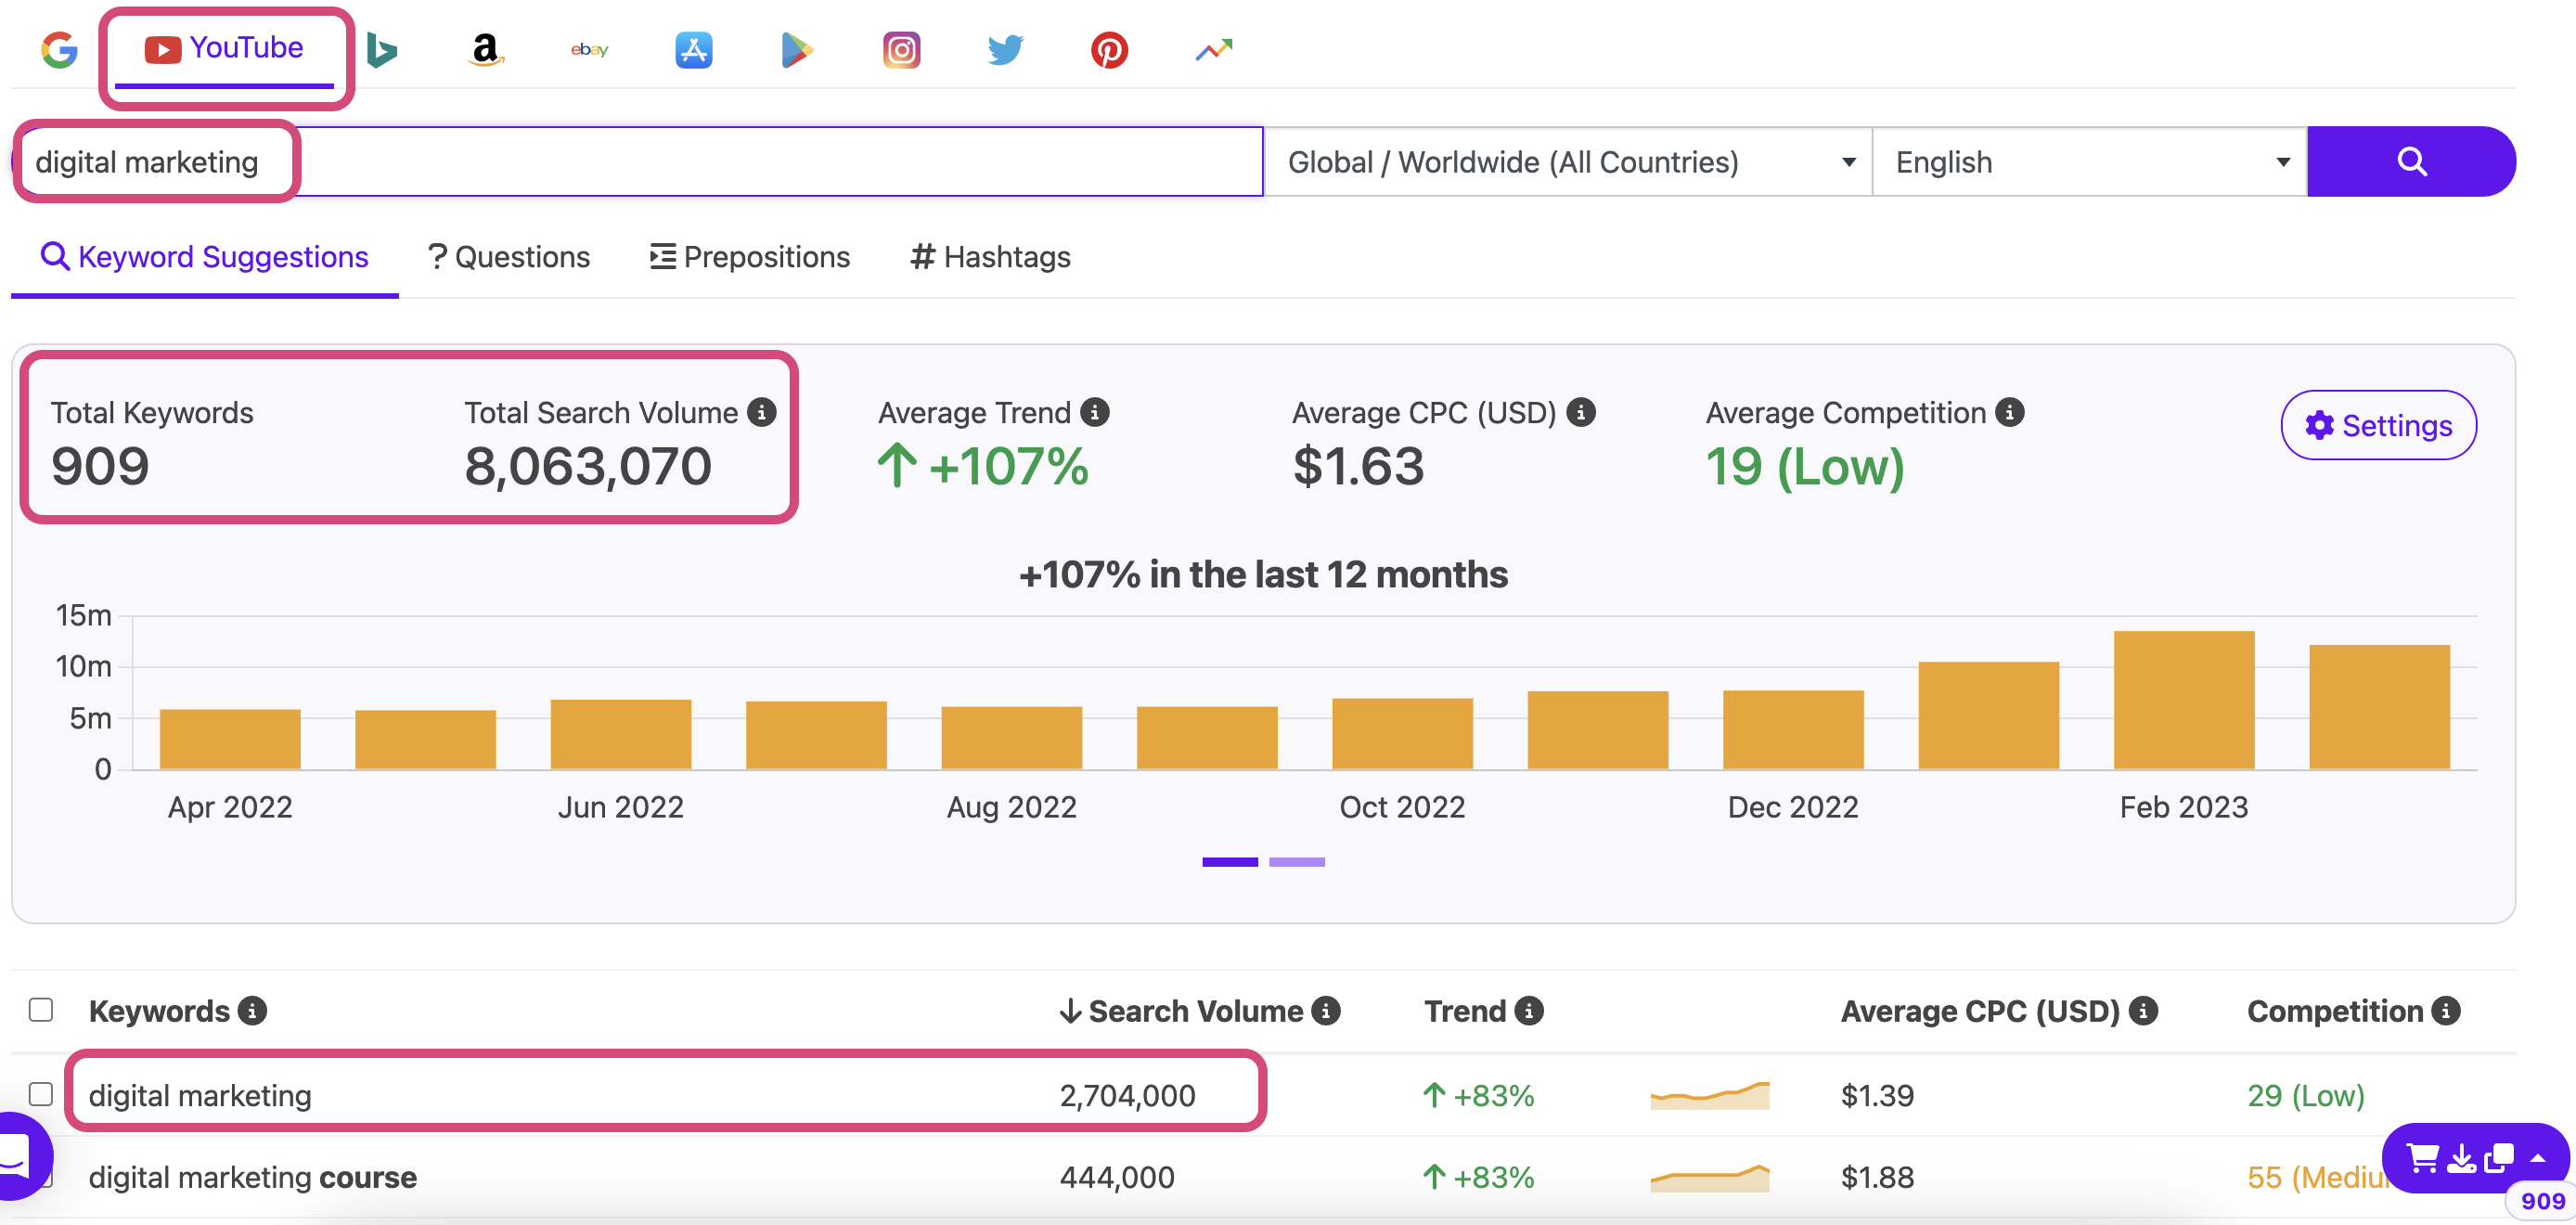 YouTube
a
ebay
digital marketing
Global / Worldwide (All Countries)
English
Keyword Suggestions
? Questions
Prepositions
# Hashtags
Total Keywords
909
Total Search Volume
8,063,070
Average Trend
+107%
Average CPC (USD)
$1.63
Average Competition
19 (Low)
Settings
+107% in the last 12 months
15m
10m
5m
0
Apr 2022
Jun 2022
Aug 2022
Oct 2022
Dec 2022
Feb 2023
Keywords
Search Volume
Trend
Average CPC (USD)
Competition
digital marketing
2,704,000
+83%
$1.39
29 (Low)
digital marketing course
444,000
+83%
$1.88
55
909